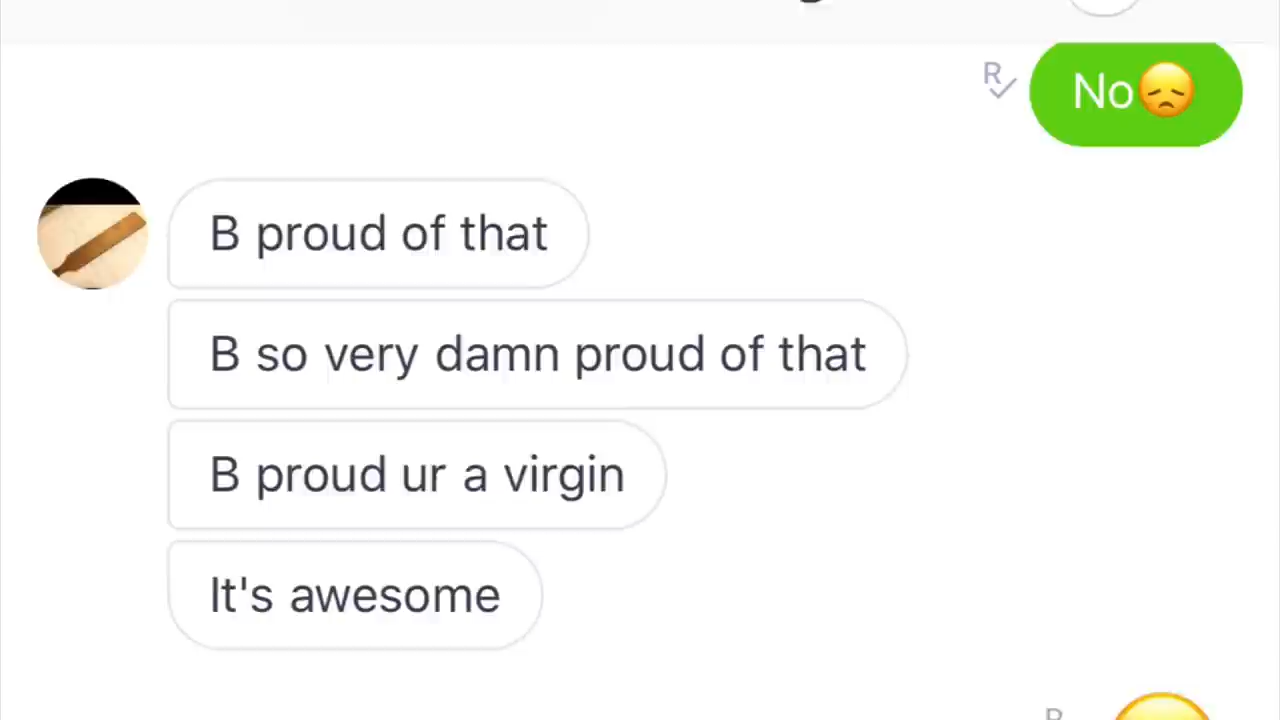 R
No😞
B proud of that
B so very damn proud of that
B proud ur a virgin
It's awesome
R